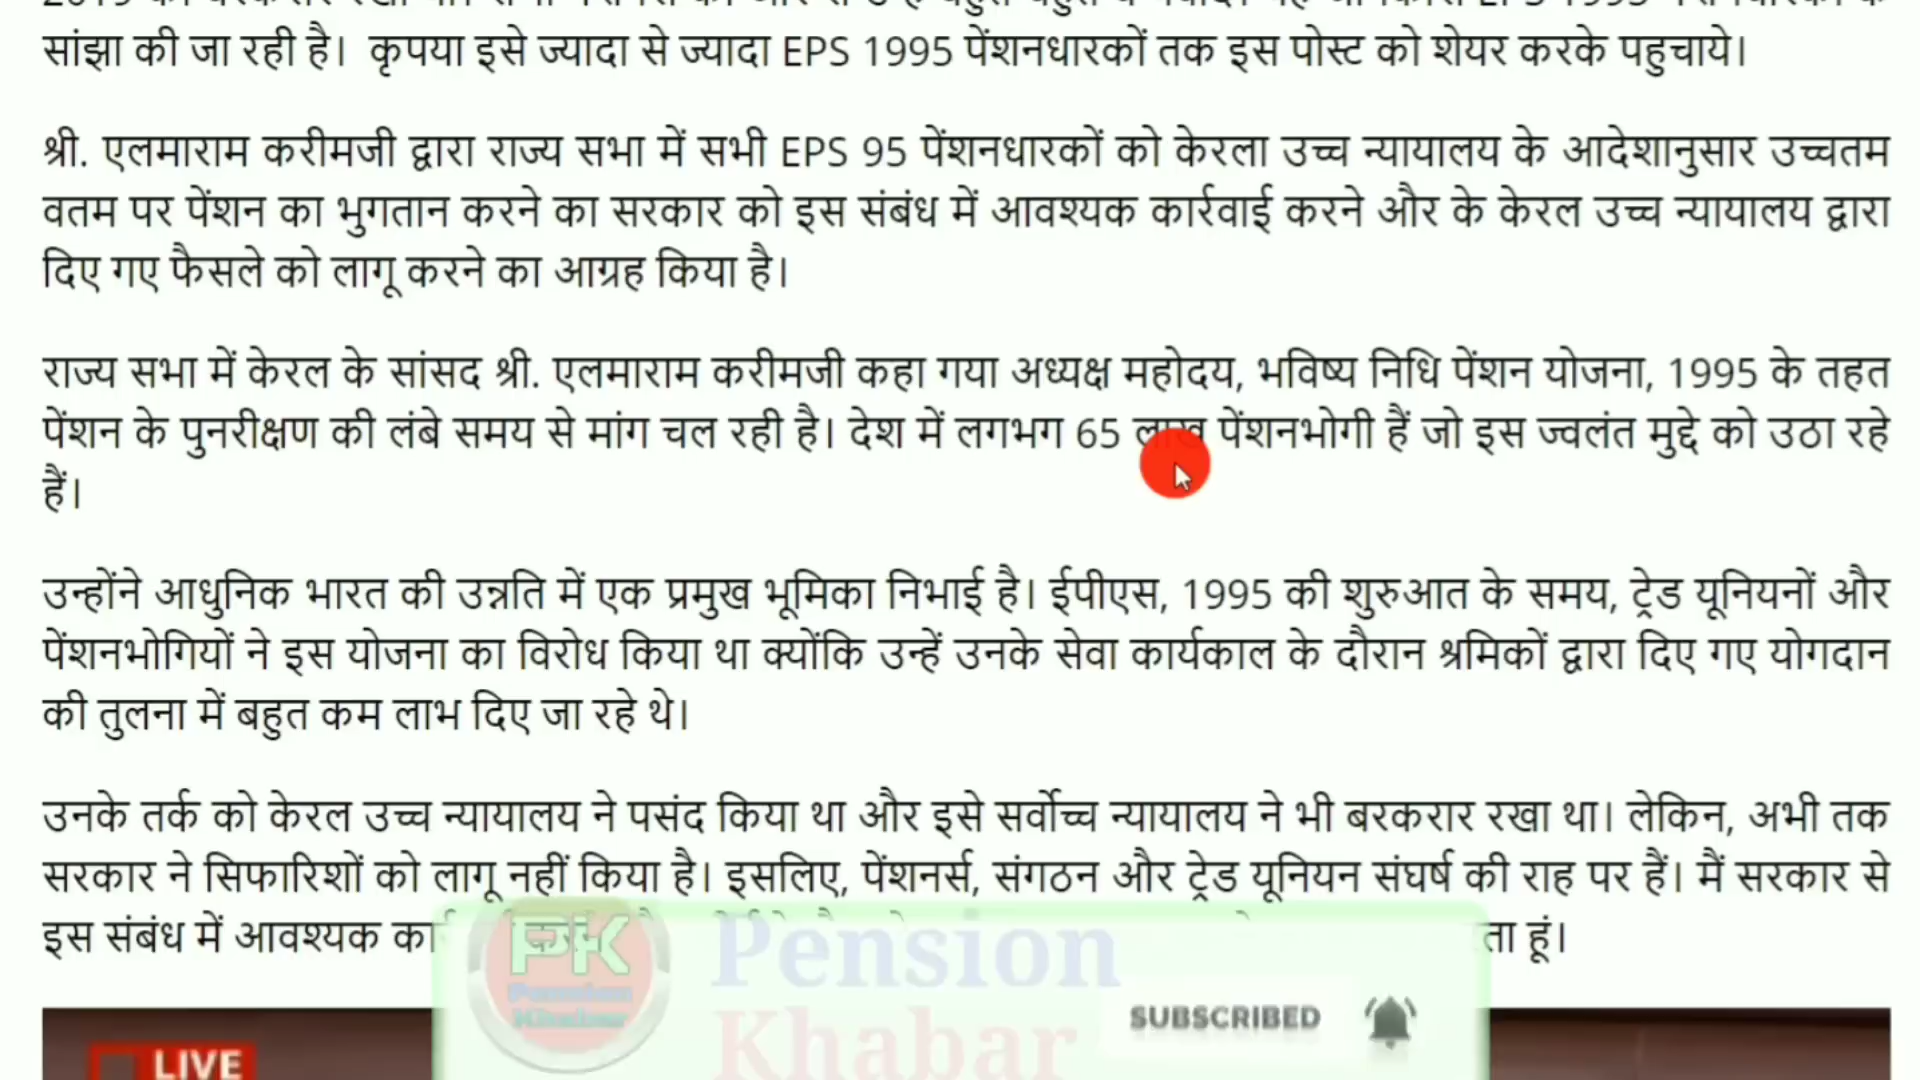 सांझा की जा रही है। कृपया इसे ज्यादा से ज्यादा EPS 1995 पेंशनधारकों तक इस पोस्ट को शेयर करके पहुचाये।
श्री. एलमाराम करीमजी द्वारा राज्य सभा में सभी EPS 95 पेंशनधारकों को केरला उच्च न्यायालय के आदेशानुसार उच्चतम
वतम पर पेंशन का भुगतान करने का सरकार को इस संबंध में आवश्यक कार्रवाई करने और के केरल उच्च न्यायालय द्वारा
दिए गए फैसले को लागू करने का आग्रह किया है।
राज्य सभा में केरल के सांसद श्री. एलमाराम करीमजी कहा गया अध्यक्ष महोदय, भविष्य निधि पेंशन योजना, 1995 के तहत
पेंशन के पुनरीक्षण की लंबे समय से मांग चल रही है। देश में लगभग 65 लाख पेंशनभोगी हैं जो इस ज्वलंत मुद्दे को उठा रहे
हैं।
उन्होंने आधुनिक भारत की उन्नति में एक प्रमुख भूमिका निभाई है। ईपीएस, 1995 की शुरुआत के समय, ट्रेड यूनियनों और
पेंशनभोगियों ने इस योजना का विरोध किया था क्योंकि उन्हें उनके सेवा कार्यकाल के दौरान श्रमिकों द्वारा दिए गए योगदान
की तुलना में बहुत कम लाभ दिए जा रहे थे।
उनके तर्क को केरल उच्च न्यायालय ने पसंद किया था और इसे सर्वोच्च न्यायालय ने भी बरकरार रखा था। लेकिन, अभी तक
सरकार ने सिफारिशों को लागू नहीं किया है। इसलिए, पेंशनर्स, संगठन और ट्रेड यूनियन संघर्ष की राह पर हैं। मैं सरकार से
इस संबंध में आवश्यक हूं।
PK
Pension
Khabar
Pension
Khabar
SUBSCRIBED
LIVE